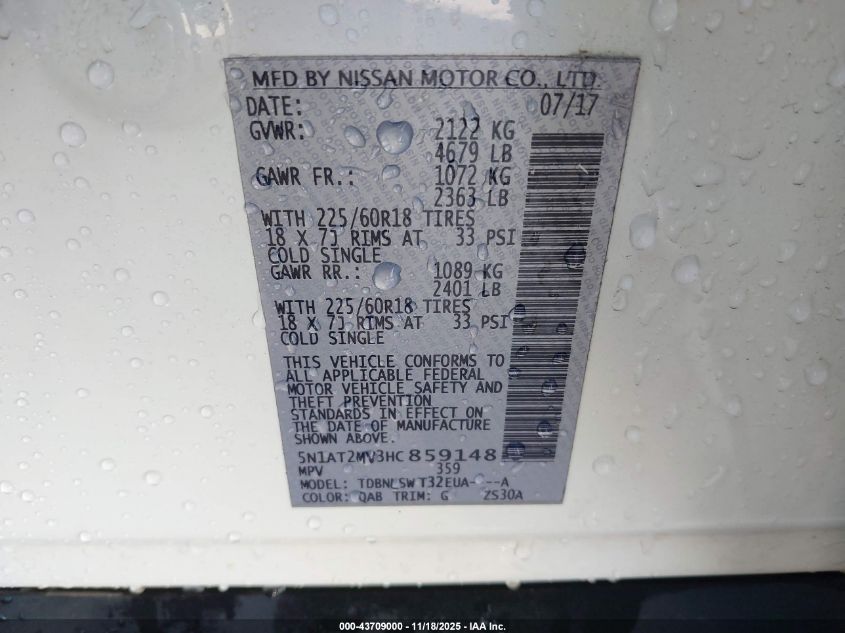 MFD BY NISSAN MOTOR CO., LTD.
DATE: 07/17
GVWR: 2122 KG
4679 LB
GAWR FR.: 1072 KG
2363 LB
WITH 225/60R18 TIRES
18 X 7J RIMS AT 33 PSI
COLD SINGLE
GAWR RR.: 1089 KG
2401 LB
WITH 225/60R18 TIRES
18 X 7J RIMS AT 33 PSI
COLD SINGLE
THIS VEHICLE CONFORMS TO
ALL APPLICABLE FEDERAL
MOTOR VEHICLE SAFETY AND
THEFT PREVENTION
STANDARDS IN EFFECT ON
THE DATE OF MANUFACTURE
SHOWN ABOVE.
5N1AT2MV3HC859148
MPV 359
MODEL: TDBNLSWT32EUA-  --A
COLOR: QAB TRIM: G ZS30A
000-43709000 - 11/18/2025 - IAA Inc.